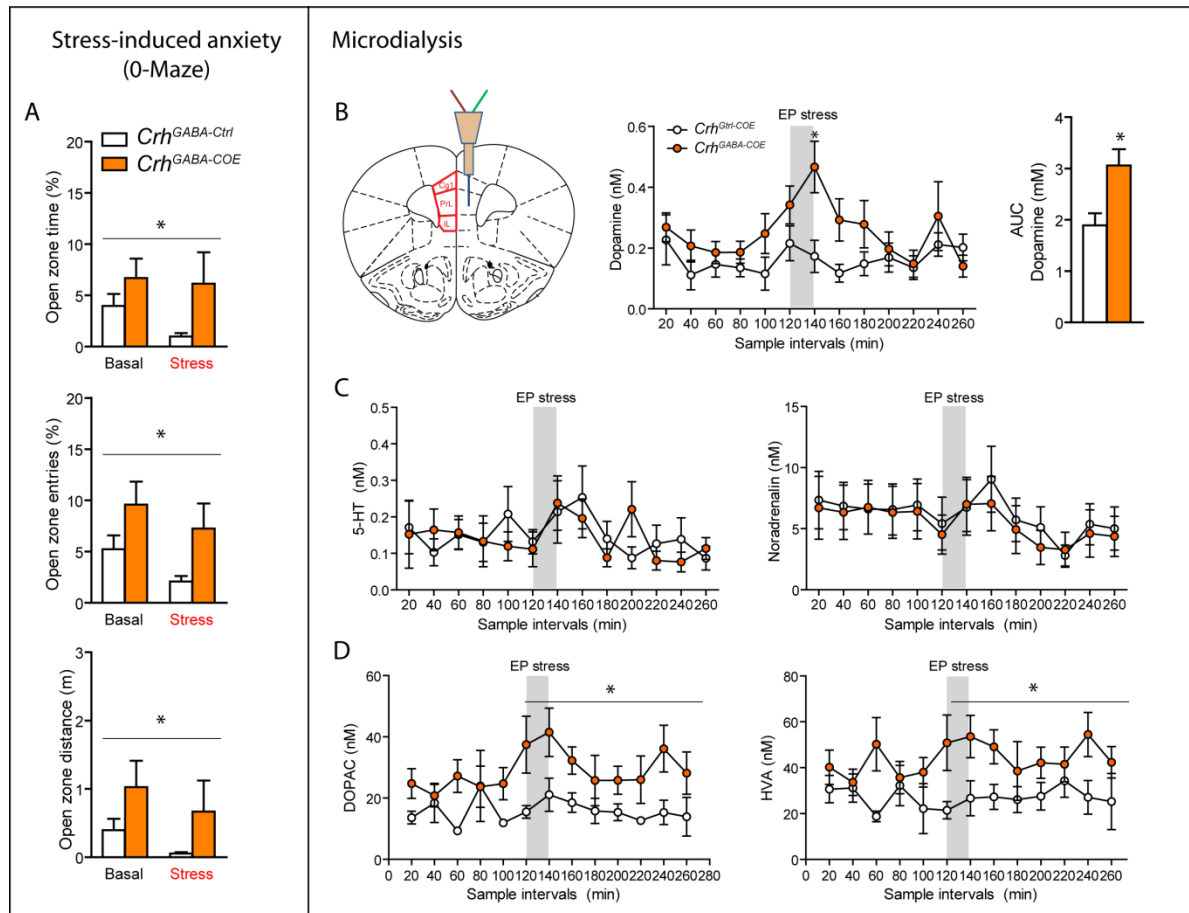 Stress-induced anxiety
(0-Maze)
Microdialysis
A
Crh^GABA-Ctrl
Crh^GABA-COE
Open zone time (%)
20
15
10
5
0
*
Basal Stress
Open zone entries (%)
20
15
10
5
0
*
Basal Stress
Open zone distance (m)
3
2
1
0
*
Basal Stress
B
Cg1
PrL
IL
EP stress
*
Crh^Gtrl-COE
Crh^GABA-COE
Dopamine (nM)
0.6
0.4
0.2
0.0
20 40 60 80 100 120 140 160 180 200 220 240 260
Sample intervals (min)
AUC
Dopamine (mM)
4
3
2
1
0
*
C
EP stress
5-HT (nM)
0.5
0.4
0.3
0.2
0.1
0
20 40 60 80 100 120 140 160 180 200 220 240 260
Sample intervals (min)
EP stress
Noradrenalin (nM)
15
10
5
0
20 40 60 80 100 120 140 160 180 200 220 240 260
Sample intervals (min)
D
EP stress
*
DOPAC (nM)
60
40
20
0
0 20 40 60 80 100 120 140 160 180 200 220 240 260 280
Sample intervals (min)
EP stress
*
HVA (nM)
80
60
40
20
0
0 20 40 60 80 100 120 140 160 180 200 220 240 260
Sample intervals (min)